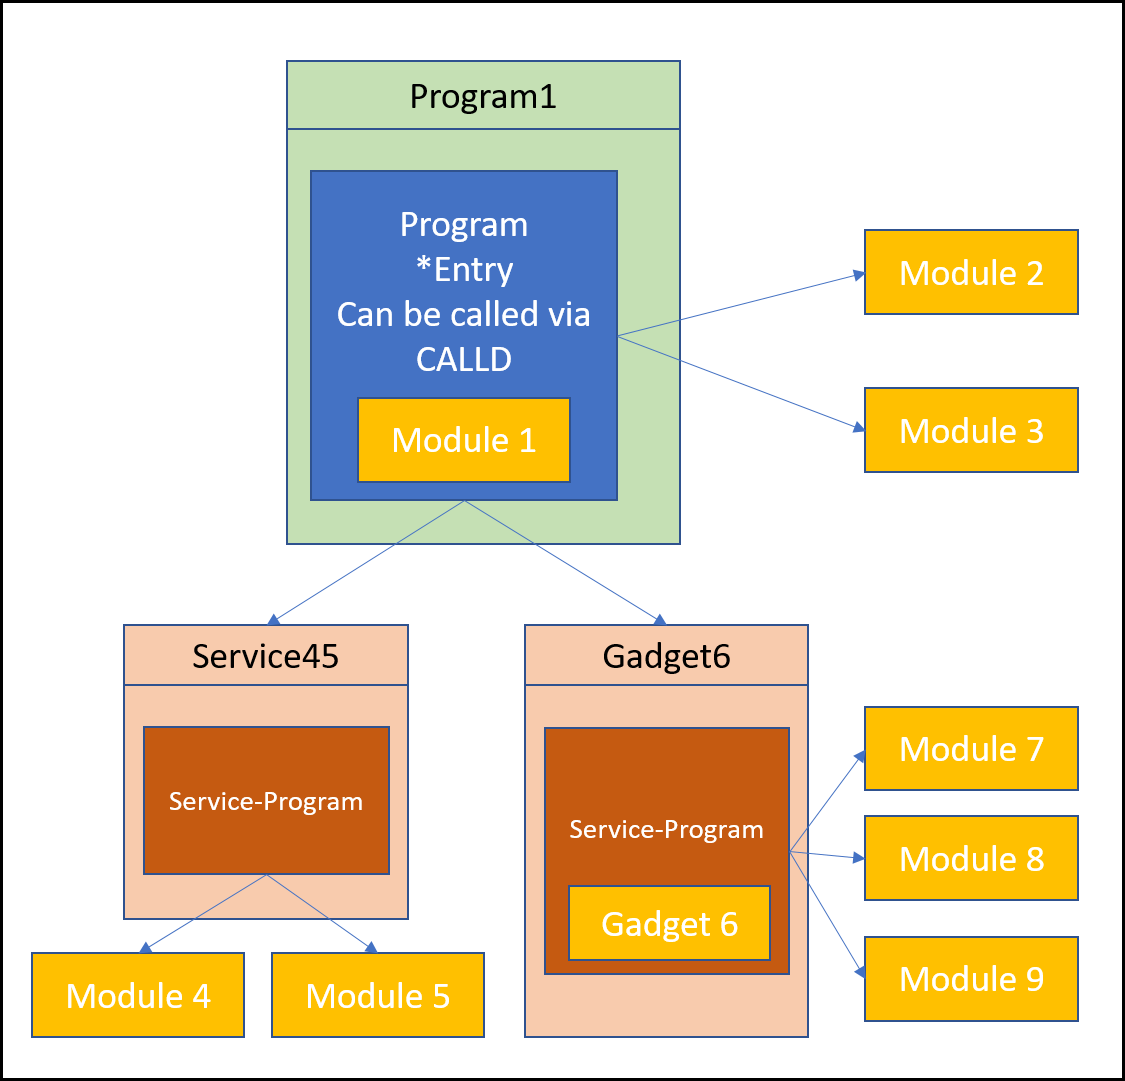 Program1
Program
*Entry
Can be called via
CALLD
Module 1
Module 2
Module 3
Service45
Service-Program
Module 4
Module 5
Gadget6
Service-Program
Gadget 6
Module 7
Module 8
Module 9